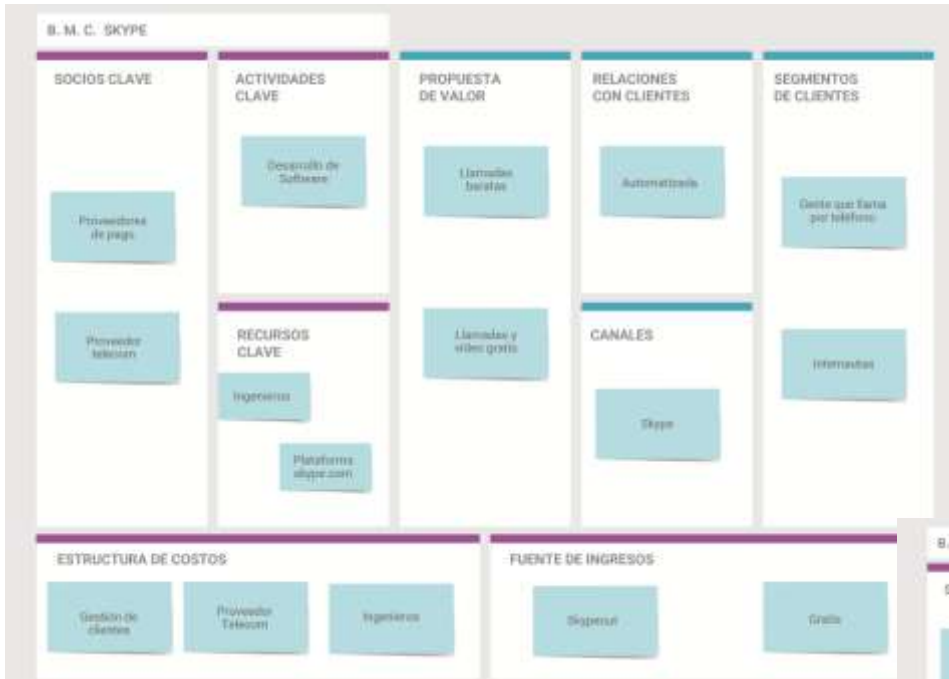 B. M. C. SKYPE
SOCIOS CLAVE
Proveedores
de pago
Proveedor
telecom
ACTIVIDADES
CLAVE
Desarrollo de
Software
RECURSOS
CLAVE
Ingenieros
Plataforma
skype.com
PROPUESTA
DE VALOR
Llamadas
baratas
Llamadas y
video gratis
RELACIONES
CON CLIENTES
Automatizada
CANALES
Skype
SEGMENTOS
DE CLIENTES
Gente que llama
por teléfono
Internautas
ESTRUCTURA DE COSTOS
Gestión de
clientes
Proveedor
Telecom
Ingenieros
FUENTE DE INGRESOS
Skypeout
Gratis
B.
S